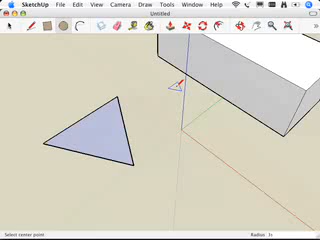 SketchUp File Edit View Camera Draw Tools Window Help
Untitled
Select center point Radius